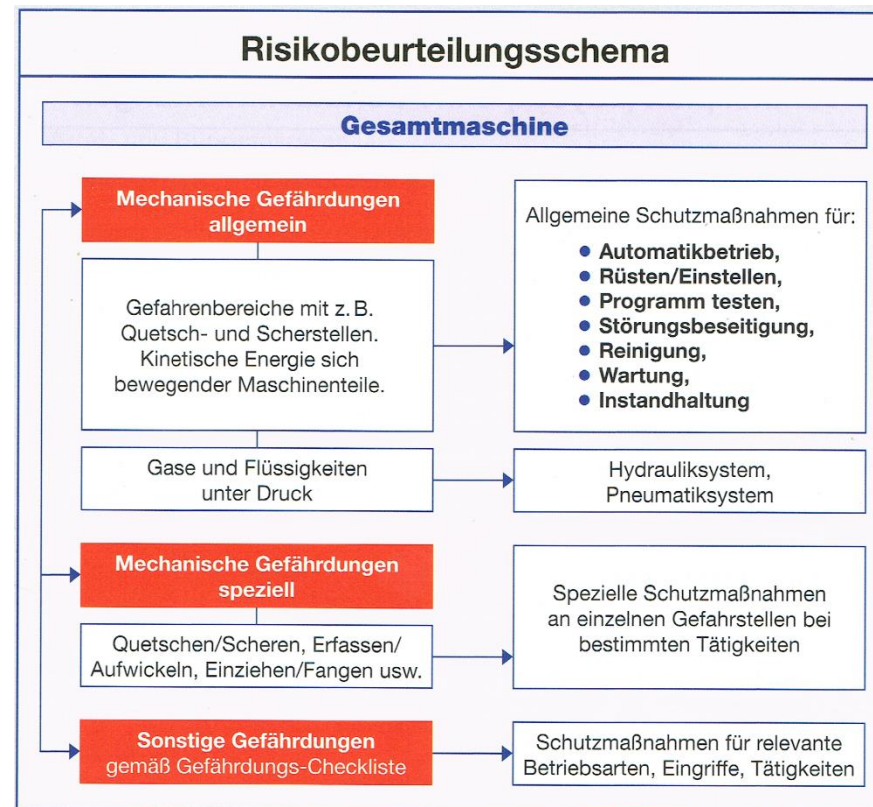 Risikobeurteilungsschema
Gesamtmaschine
Mechanische Gefährdungen
allgemein
Gefahrenbereiche mit z. B.
Quetsch- und Scherstellen.
Kinetische Energie sich
bewegender Maschinenteile.
Allgemeine Schutzmaßnahmen für:
● Automatikbetrieb,
● Rüsten/Einstellen,
● Programm testen,
● Störungsbeseitigung,
● Reinigung,
● Wartung,
● Instandhaltung
Gase und Flüssigkeiten
unter Druck
Hydrauliksystem,
Pneumatiksystem
Mechanische Gefährdungen
speziell
Quetschen/Scheren, Erfassen/
Aufwickeln, Einziehen/Fangen usw.
Spezielle Schutzmaßnahmen
an einzelnen Gefahrstellen bei
bestimmten Tätigkeiten
Sonstige Gefährdungen
gemäß Gefährdungs-Checkliste
Schutzmaßnahmen für relevante
Betriebsarten, Eingriffe, Tätigkeiten